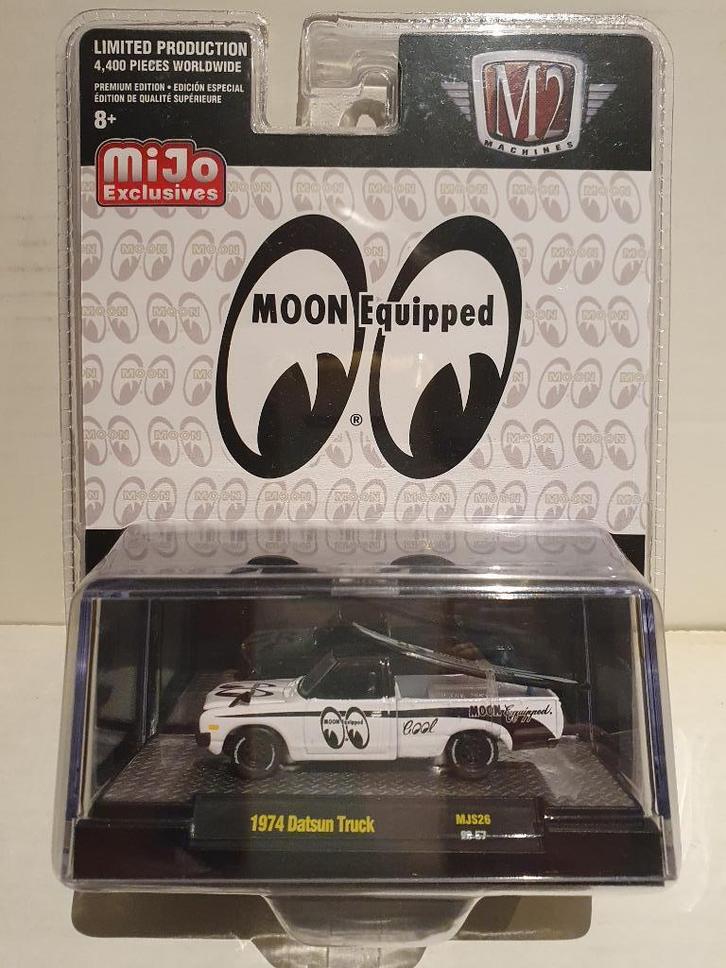 LIMITED PRODUCTION
4,400 PIECES WORLDWIDE
PREMIUM EDITION • EDICIÓN ESPECIAL
ÉDITION DE QUALITÉ SUPÉRIEURE
8+
M2
MACHINES
MiJo
Exclusives
MOON Equipped
®
MOON Equipped
Cool
MOON Equipped.
1974 Datsun Truck
MJS26